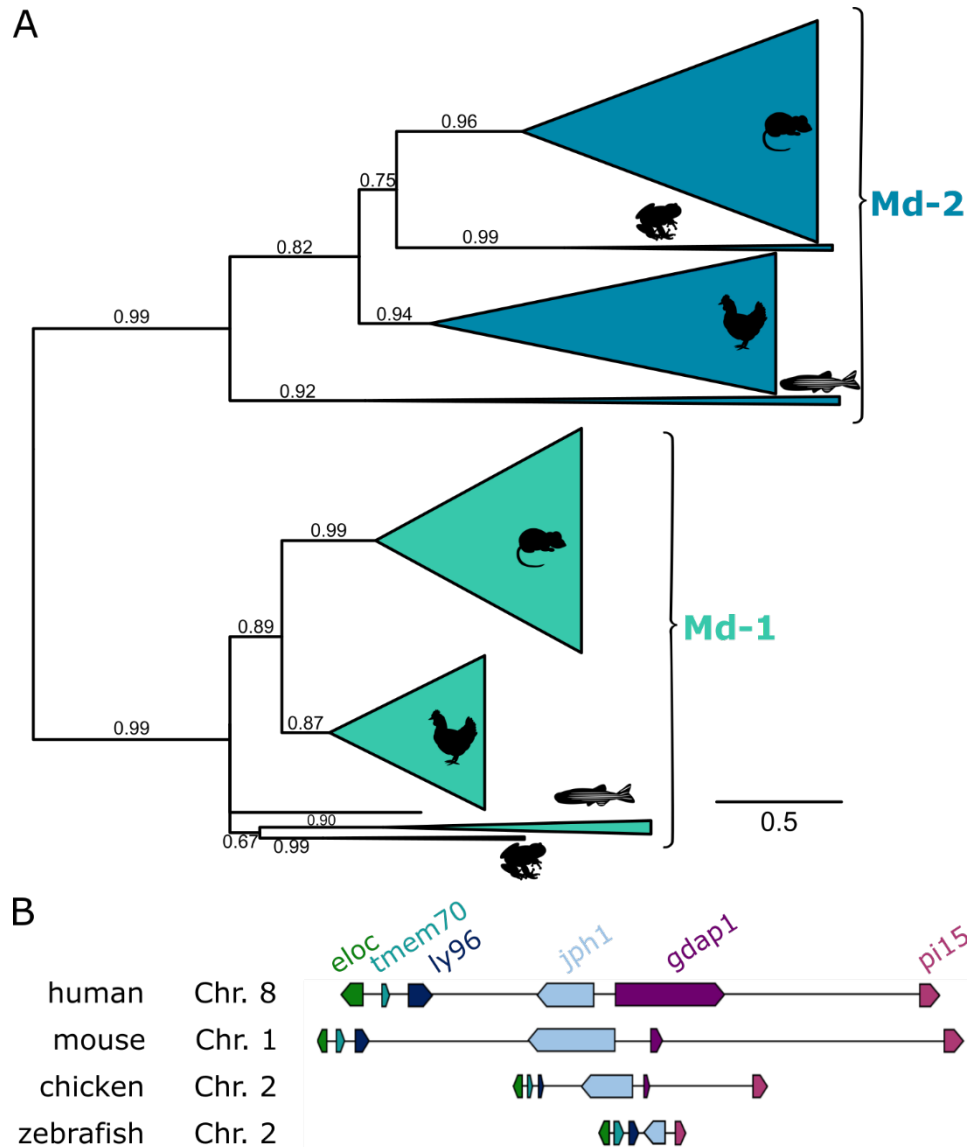 A
0.96
0.75
Md-2
0.99
0.82
0.94
0.99
0.92
0.99
Md-1
0.89
0.87
0.99
0.90
0.5
0.67
0.99
B
eloc tmem70 ly96 jph1 gdap1 pi15
human Chr. 8
mouse Chr. 1
chicken Chr. 2
zebrafish Chr. 2